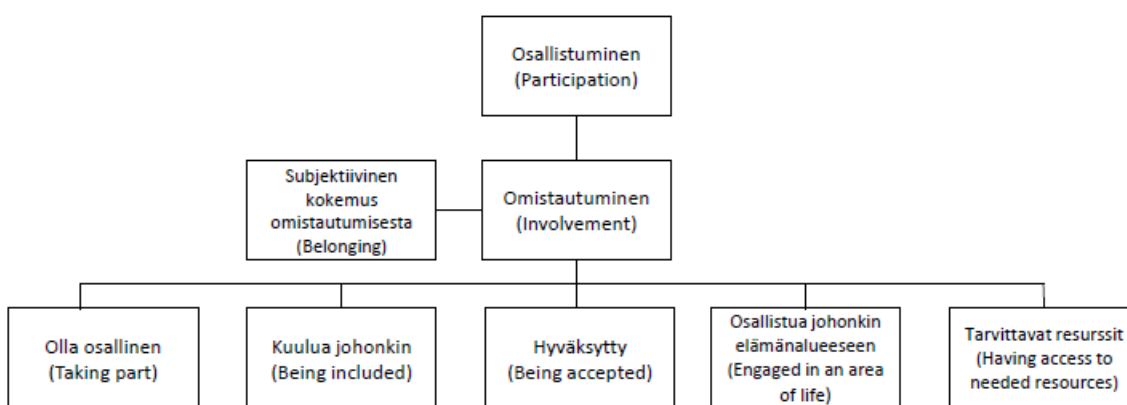 Osallistuminen
(Participation)
Subjektiivinen
kokemus
omistautumisesta
(Belonging)
Omistautuminen
(Involvement)
Olla osallinen
(Taking part)
Kuulua johonkin
(Being included)
Hyväksytty
(Being accepted)
Osallistua johonkin
elämänalueeseen
(Engaged in an area
of life)
Tarvittavat resurssit
(Having access to
needed resources)